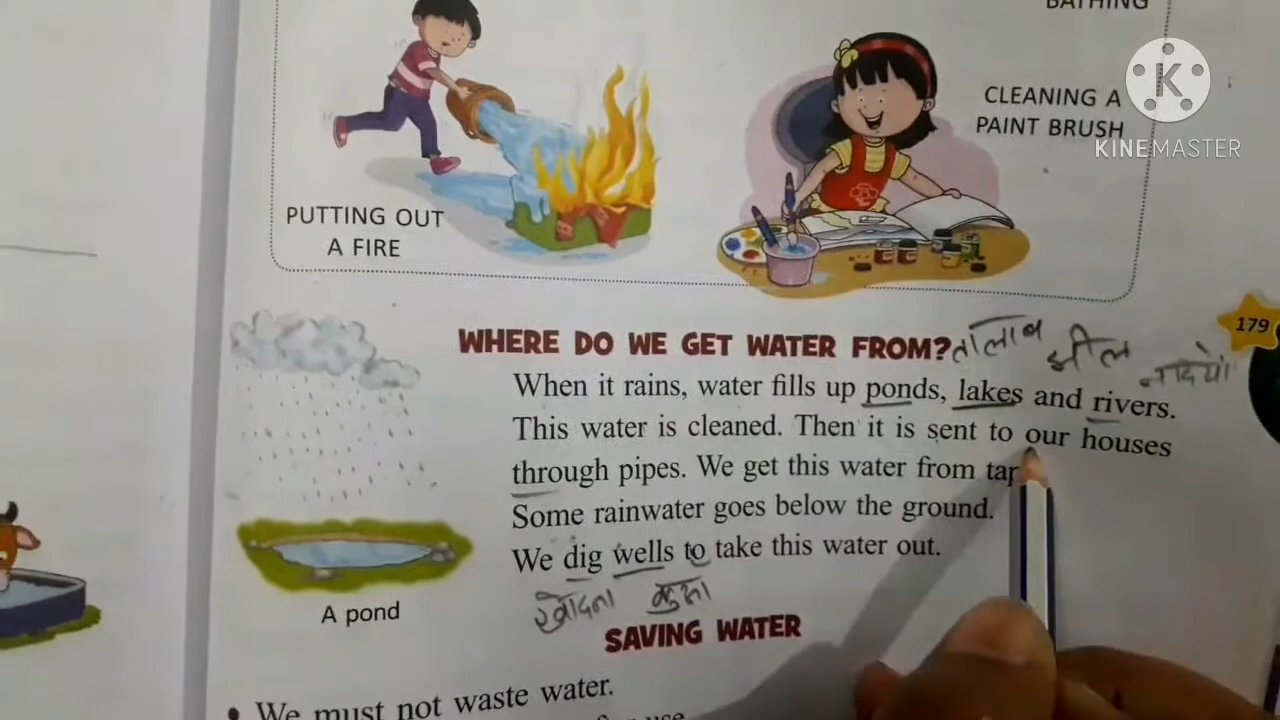 BATHING
CLEANING A
PAINT BRUSH
KINEMASTER
PUTTING OUT
A FIRE
179
WHERE DO WE GET WATER FROM? तालाब झील नदियों
When it rains, water fills up ponds, lakes and rivers.
This water is cleaned. Then it is sent to our houses
through pipes. We get this water from tap
Some rainwater goes below the ground.
We dig wells to take this water out.
खोदना कुआ
A pond
SAVING WATER
• We must not waste water.
use